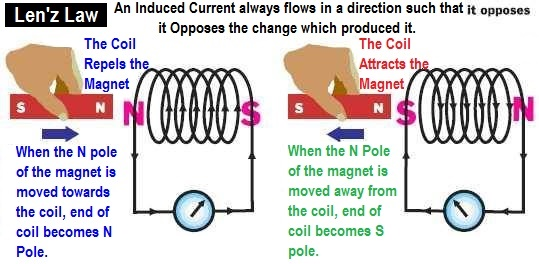 Len'z Law
An Induced Current always flows in a direction such that it opposes
it Opposes the change which produced it.
The Coil
Repels the
Magnet
S N
N S
When the N pole
of the magnet is
moved towards
the coil, end of
coil becomes N
Pole.
The Coil
Attracts the
Magnet
S N
S N
When the N Pole
of the magnet is
moved away from
the coil, end of
coil becomes S
pole.